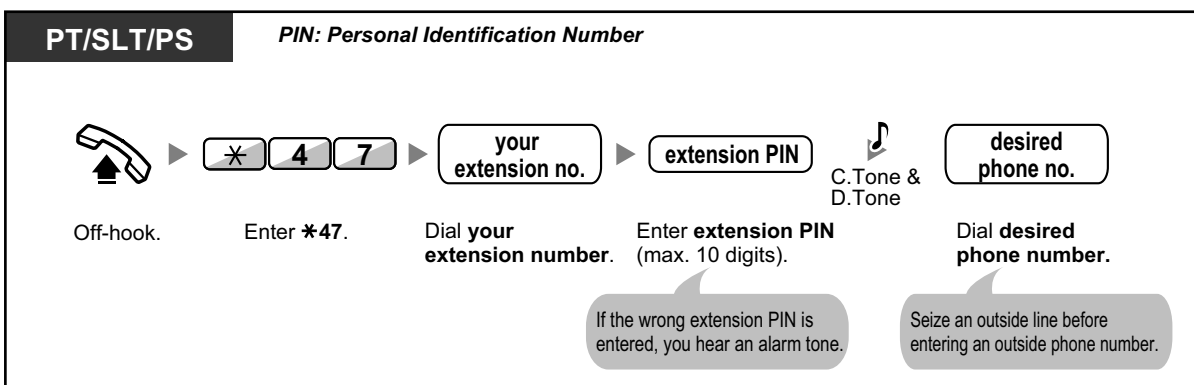 PT/SLT/PS
PIN: Personal Identification Number
* 4 7
your
extension no.
extension PIN
C.Tone &
D.Tone
desired
phone no.
Off-hook.
Enter *47.
Dial your
extension number.
Enter extension PIN
(max. 10 digits).
Dial desired
phone number.
If the wrong extension PIN is
entered, you hear an alarm tone.
Seize an outside line before
entering an outside phone number.